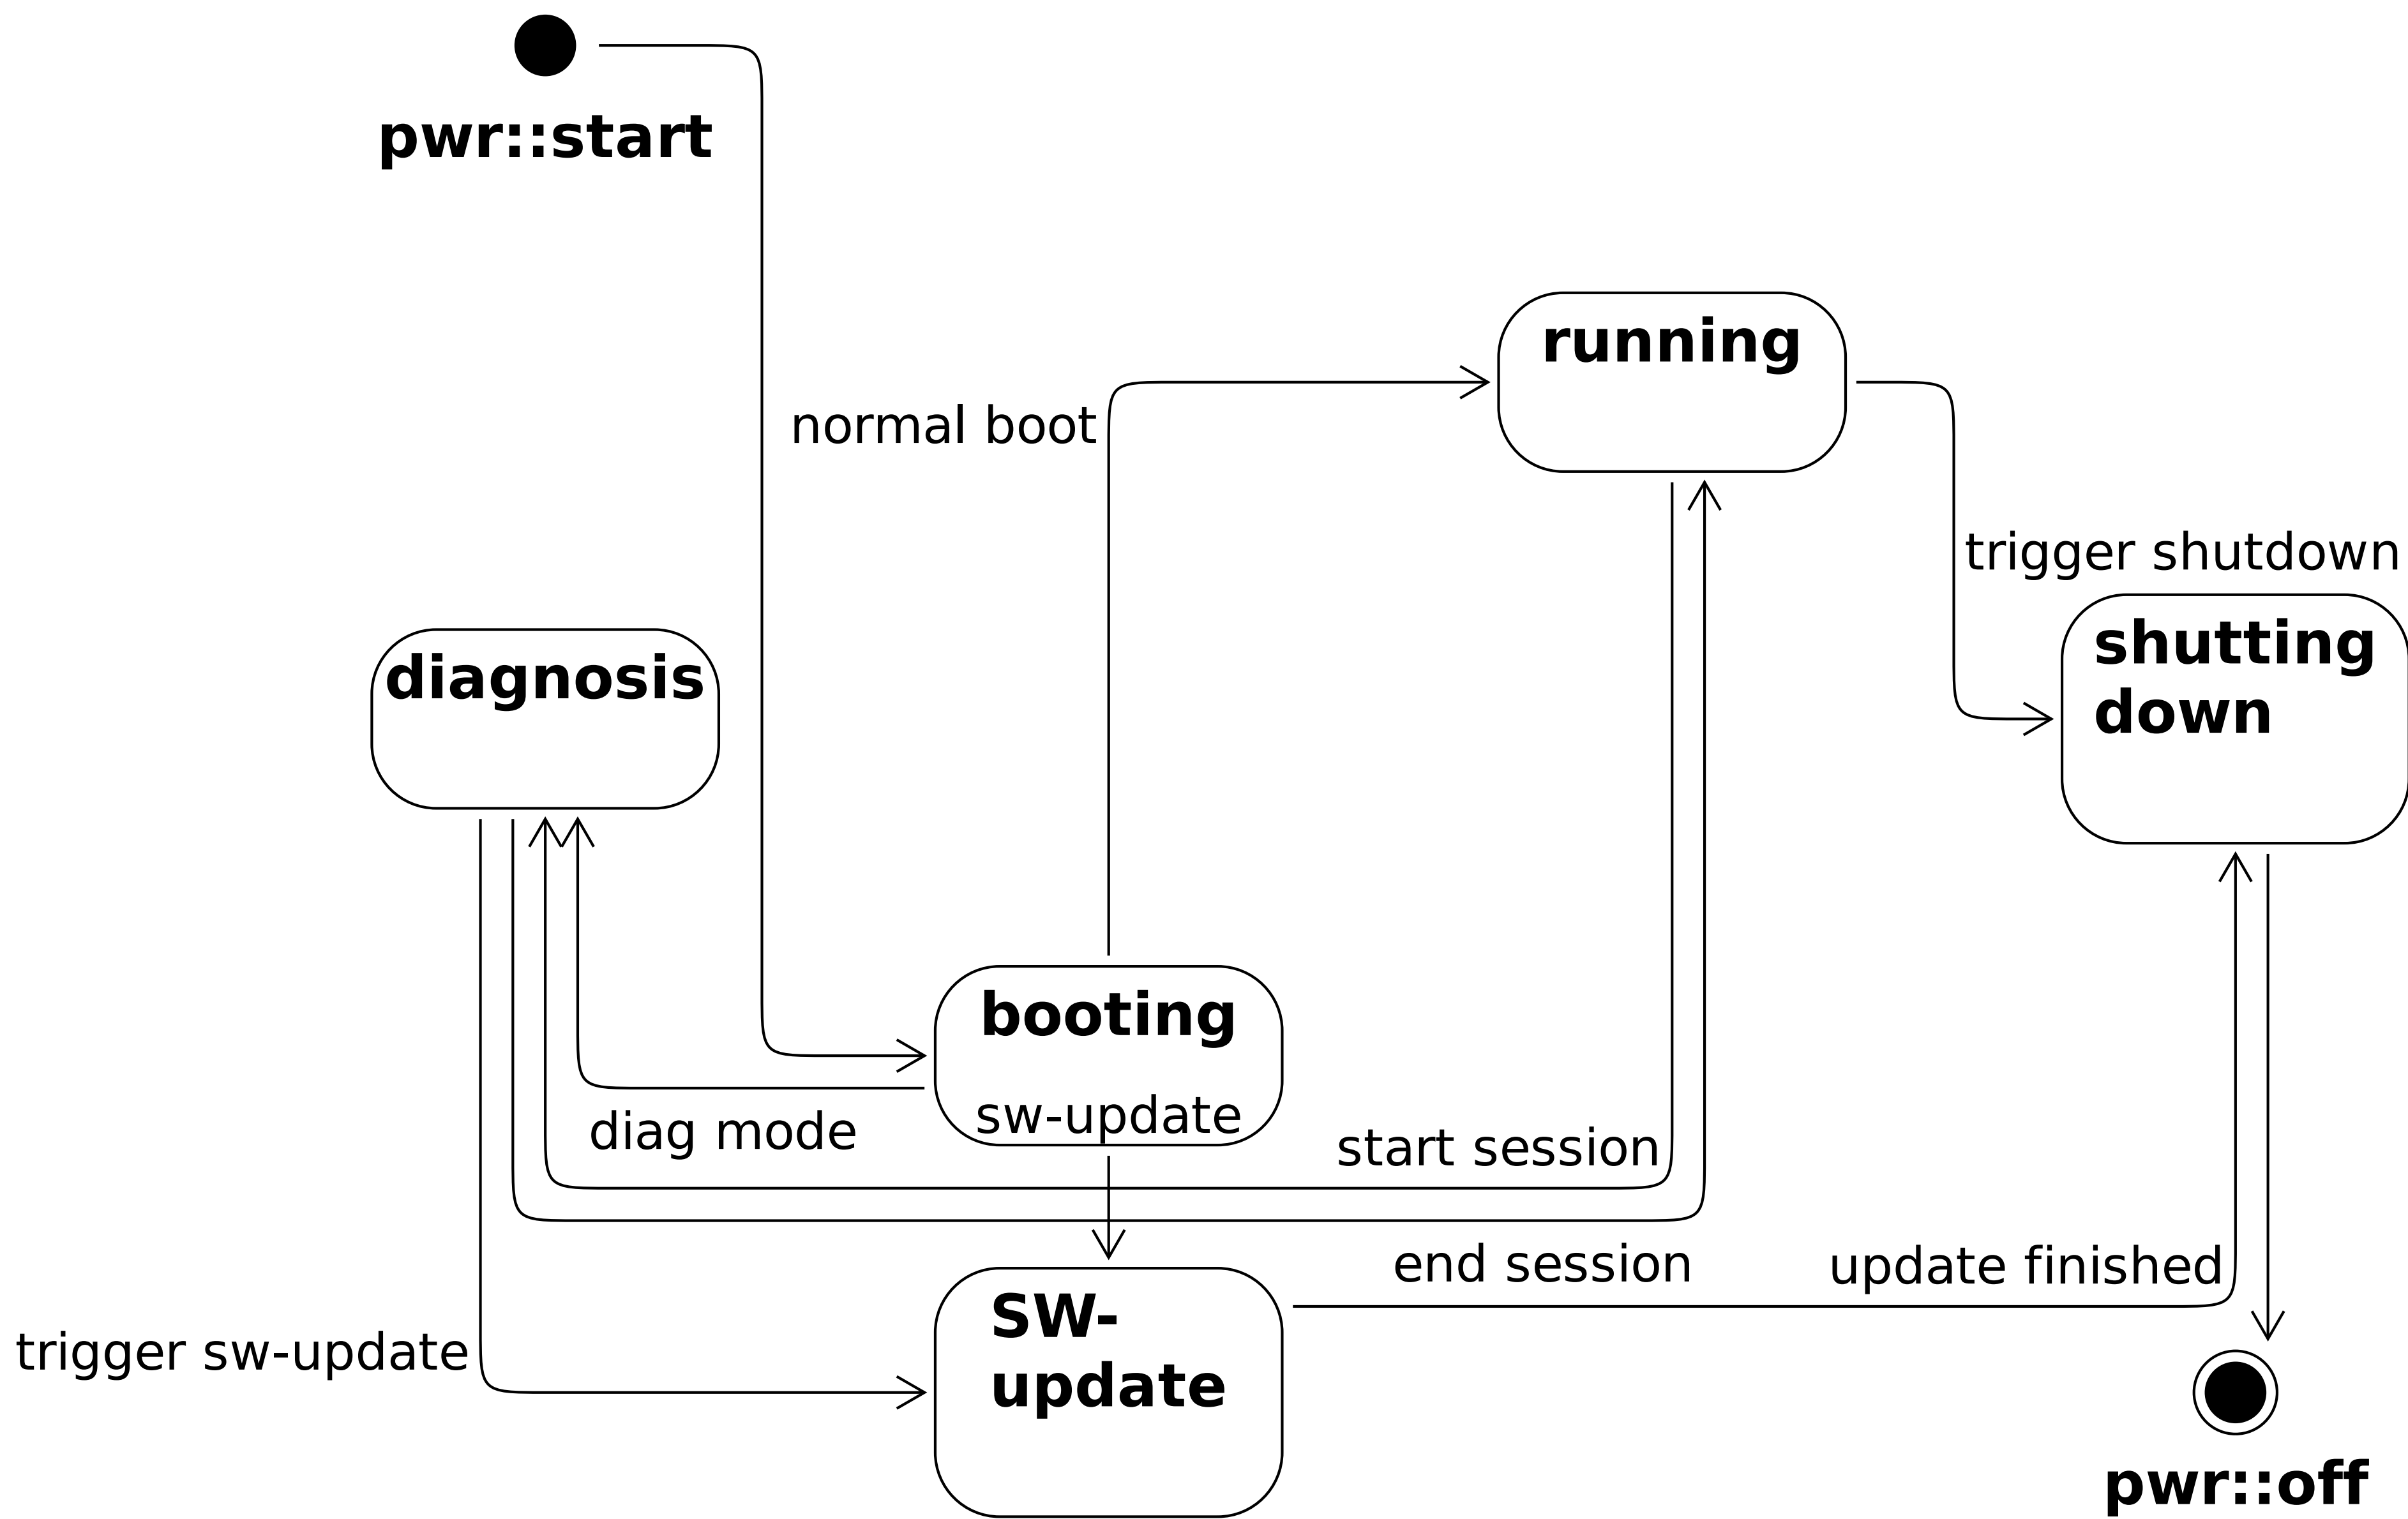 pwr::start
running
normal boot
trigger shutdown
shutting
down
diagnosis
booting
sw-update
diag mode
start session
end session
update finished
SW-
update
trigger sw-update
pwr::off